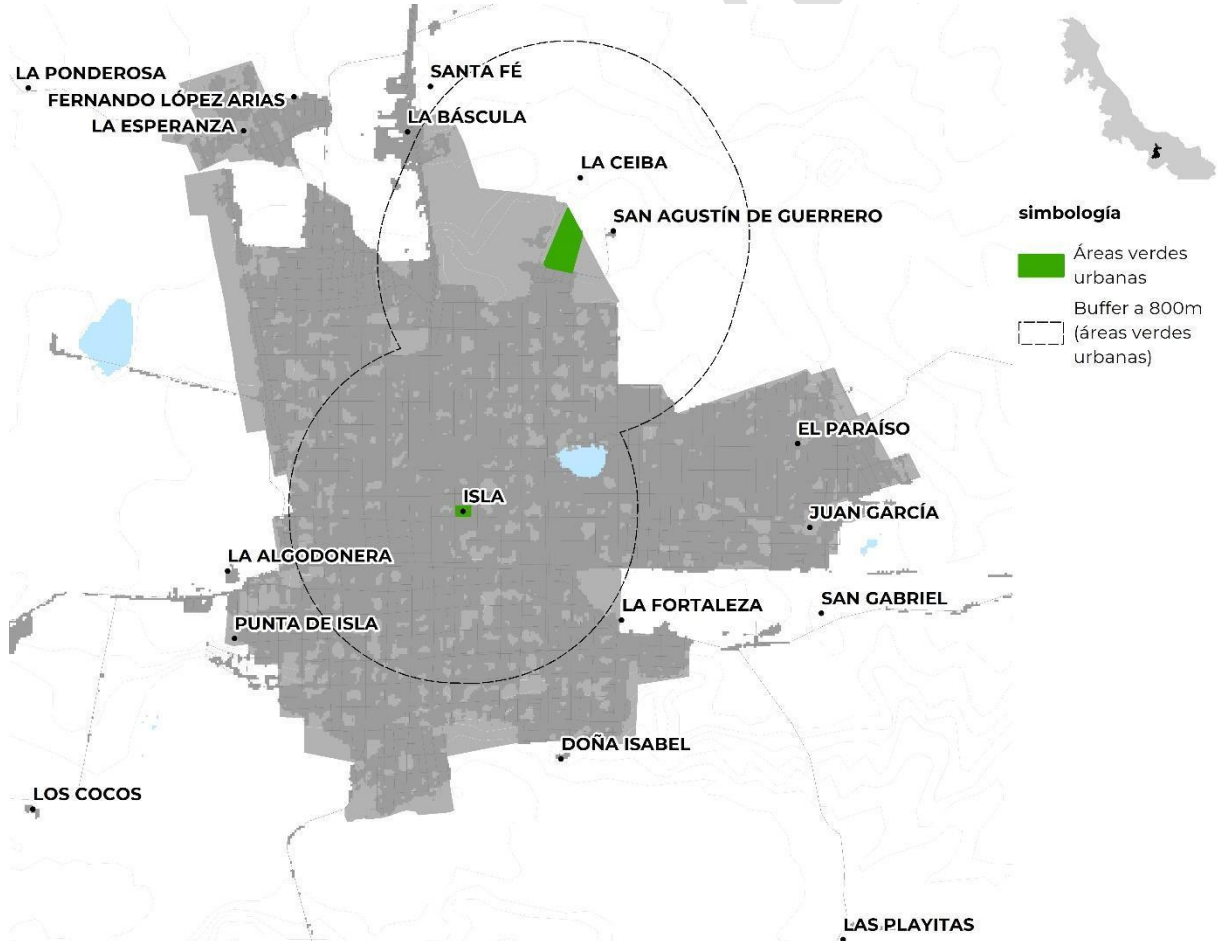 SANTA FÉ
LA PONDEROSA
FERNANDO LÓPEZ ARIAS
LA BÁSCULA
LA ESPERANZA
LA CEIBA
SAN AGUSTÍN DE GUERRERO
EL PARAÍSO
ISLA
JUAN GARCÍA
LA ALGODONERA
SAN GABRIEL
LA FORTALEZA
PUNTA DE ISLA
DOÑA ISABEL
LOS COCOS
LAS PLAYITAS
simbología
Áreas verdes
urbanas
Buffer a 800m
(áreas verdes
urbanas)